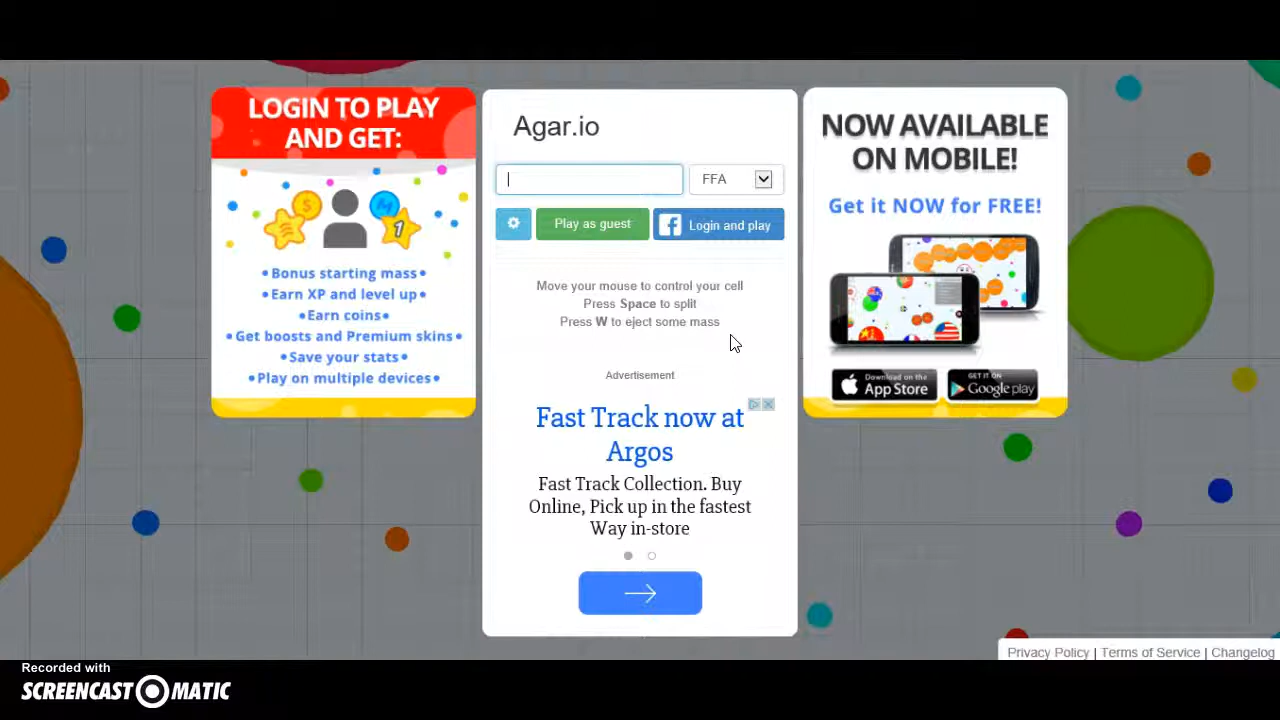 LOGIN TO PLAY
AND GET:
•Bonus starting mass•
•Earn XP and level up•
•Earn coins•
•Get boosts and Premium skins•
•Save your stats•
•Play on multiple devices•
Agar.io
FFA
Play as guest
Login and play
Move your mouse to control your cell
Press Space to split
Press W to eject some mass
Advertisement
Fast Track now at
Argos
Fast Track Collection. Buy
Online, Pick up in the fastest
Way in-store
NOW AVAILABLE
ON MOBILE!
Get it NOW for FREE!
Download on the
App Store
GET IT ON
Google play
Privacy Policy | Terms of Service | Changelog
Recorded with
SCREENCAST MATIC